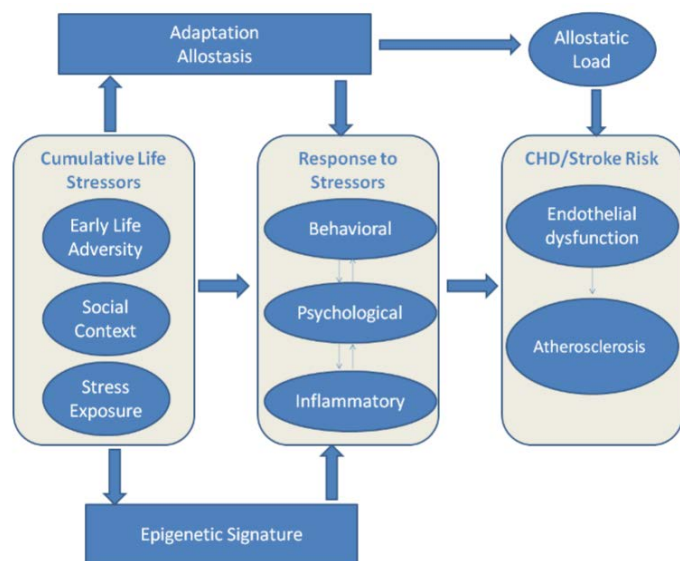 Adaptation
Allostasis
Allostatic
Load
Cumulative Life
Stressors
Early Life
Adversity
Social
Context
Stress
Exposure
Response to
Stressors
Behavioral
Psychological
Inflammatory
CHD/Stroke Risk
Endothelial
dysfunction
Atherosclerosis
Epigenetic Signature